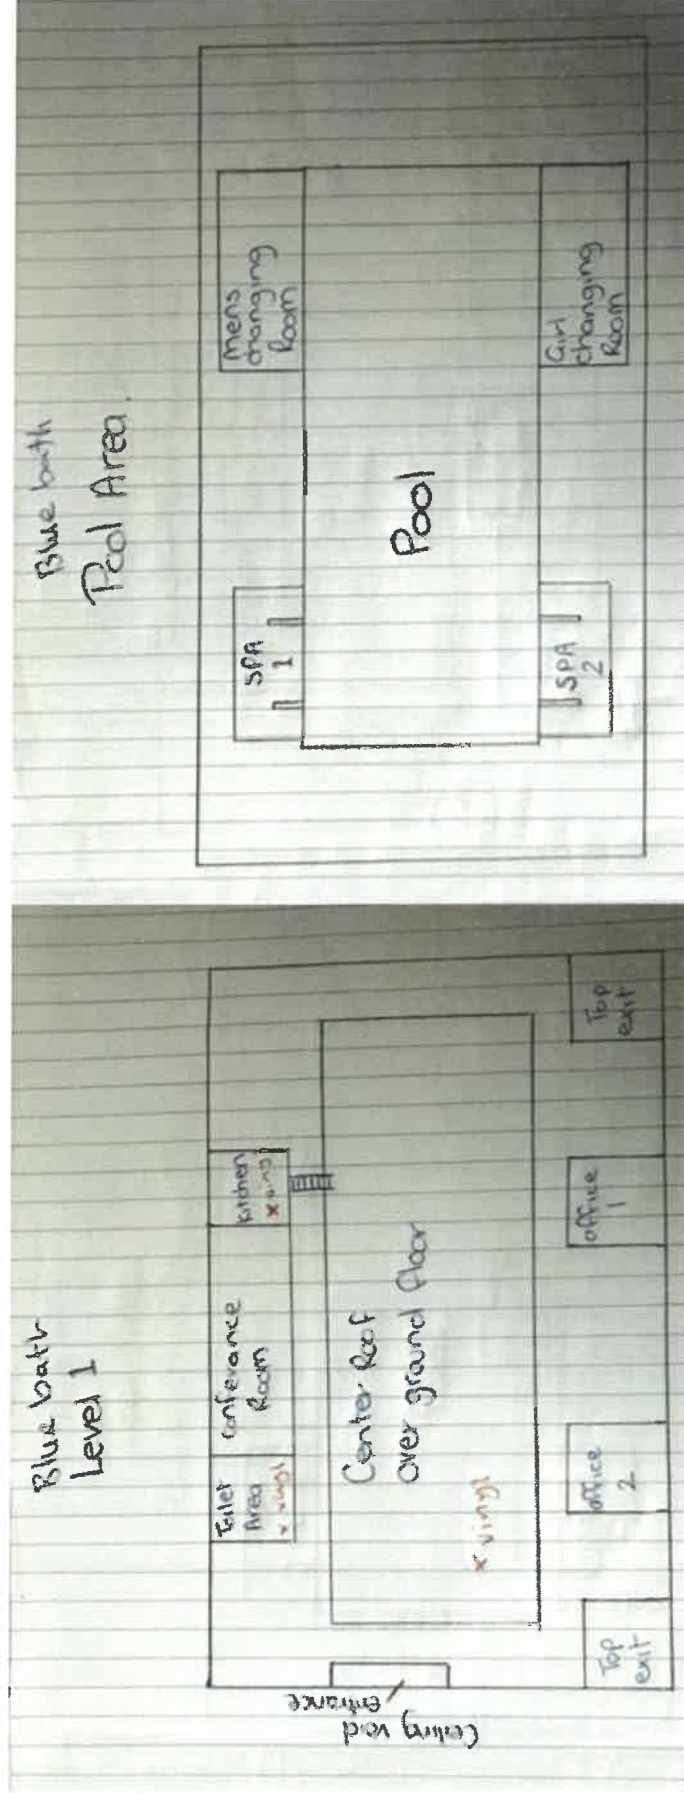 Blue bath
Level 1
Toilet
Area
x vinyl
Conferance
Room
Kitchen
x vinyl
Center Roof
over ground floor
x vinyl
Ceiling void
entrance
Top
exit
office
2
office
1
Top
exit
Blue bath
Pool Area.
SPA
1
Mens
changing
Room
Pool
SPA
2
Girl
changing
Room